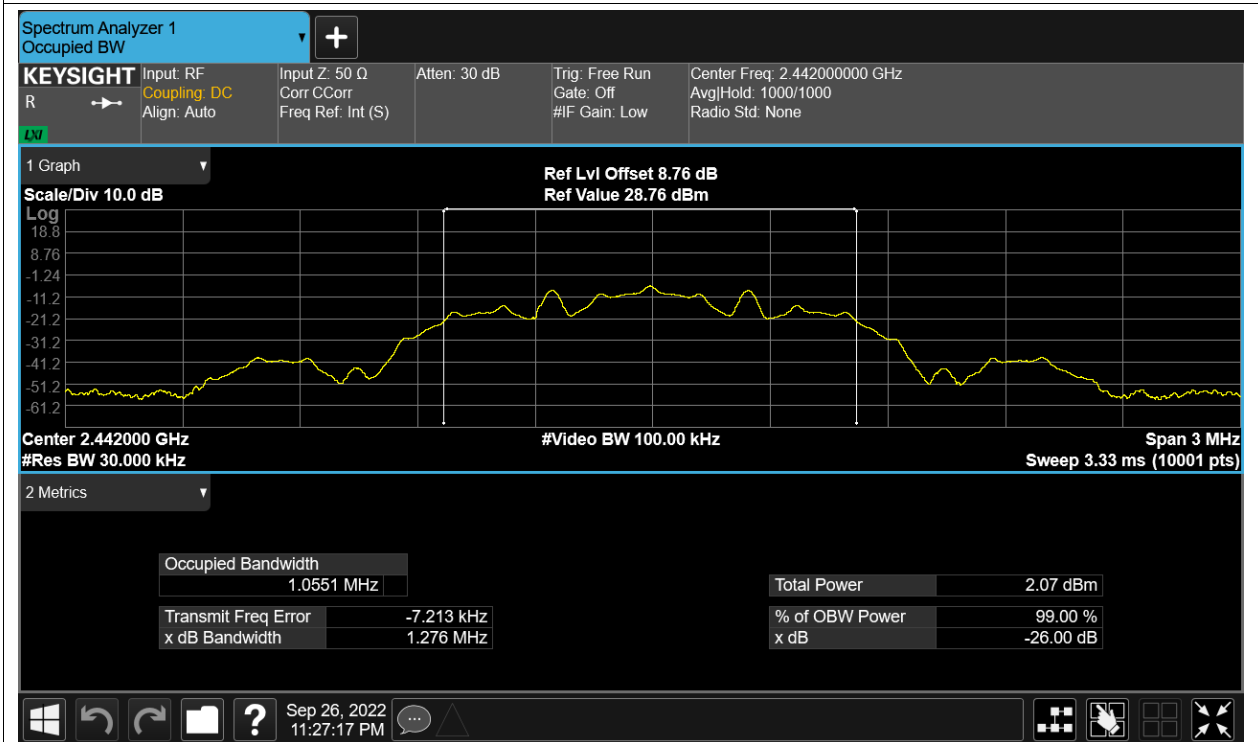 Spectrum Analyzer 1
Occupied BW
KEYSIGHT
R
LXI
Input: RF
Coupling: DC
Align: Auto
Input Z: 50 Ω
Corr CCorr
Freq Ref: Int (S)
Atten: 30 dB
Trig: Free Run
Gate: Off
#IF Gain: Low
Center Freq: 2.442000000 GHz
Avg|Hold: 1000/1000
Radio Std: None
1 Graph
Scale/Div 10.0 dB
Ref Lvl Offset 8.76 dB
Ref Value 28.76 dBm
Log
18.8
8.76
-1.24
-11.2
-21.2
-31.2
-41.2
-51.2
-61.2
Center 2.442000 GHz
#Res BW 30.000 kHz
#Video BW 100.00 kHz
Span 3 MHz
Sweep 3.33 ms (10001 pts)
2 Metrics
Occupied Bandwidth
1.0551 MHz
Total Power 2.07 dBm
Transmit Freq Error -7.213 kHz
% of OBW Power 99.00 %
x dB Bandwidth 1.276 MHz
x dB -26.00 dB
?
Sep 26, 2022
11:27:17 PM